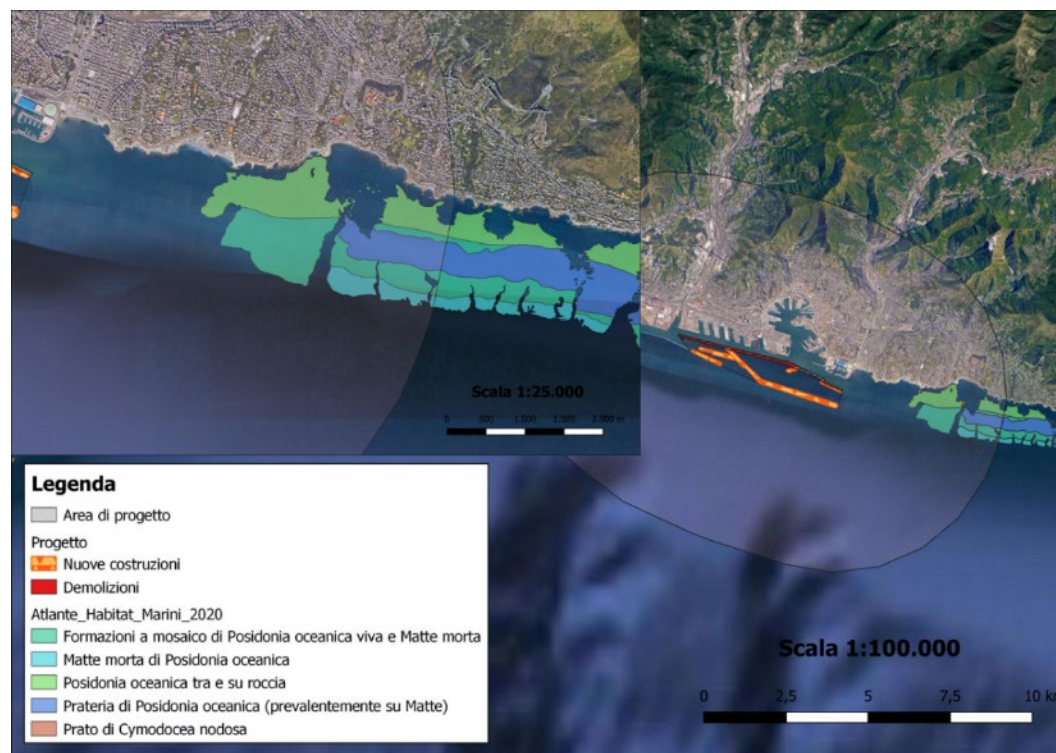 Scala 1:25.000
0 500 1.000 1.500 2.000 m
Legenda
Area di progetto
Progetto
Nuove costruzioni
Demolizioni
Atlante_Habitat_Marini_2020
Formazioni a mosaico di Posidonia oceanica viva e Matte morta
Matte morta di Posidonia oceanica
Posidonia oceanica tra e su roccia
Prateria di Posidonia oceanica (prevalentemente su Matte)
Prato di Cymodocea nodosa
Scala 1:100.000
0 2,5 5 7,5 10 km